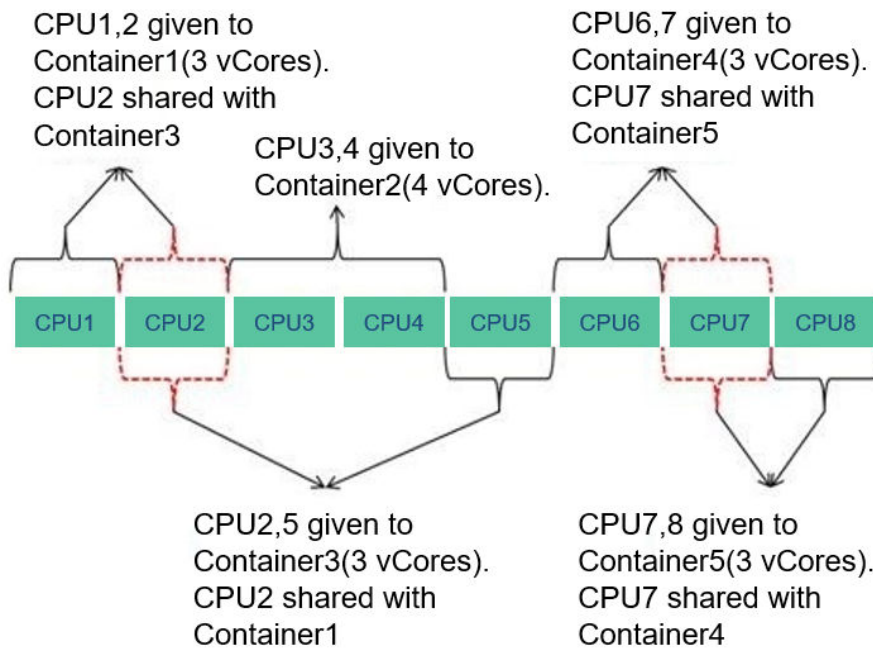 CPU1,2 given to
Container1(3 vCores).
CPU2 shared with
Container3
CPU3,4 given to
Container2(4 vCores).
CPU6,7 given to
Container4(3 vCores).
CPU7 shared with
Container5
CPU1 CPU2 CPU3 CPU4 CPU5 CPU6 CPU7 CPU8
CPU2,5 given to
Container3(3 vCores).
CPU2 shared with
Container1
CPU7,8 given to
Container5(3 vCores).
CPU7 shared with
Container4